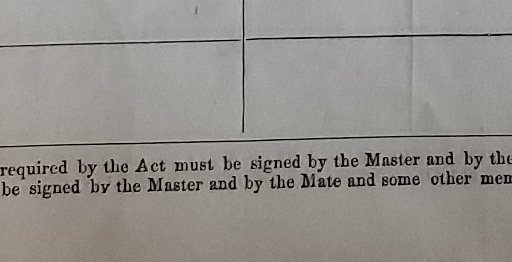 required by the Act must be signed by the Master and by the
be signed by the Master and by the Mate and some other mem